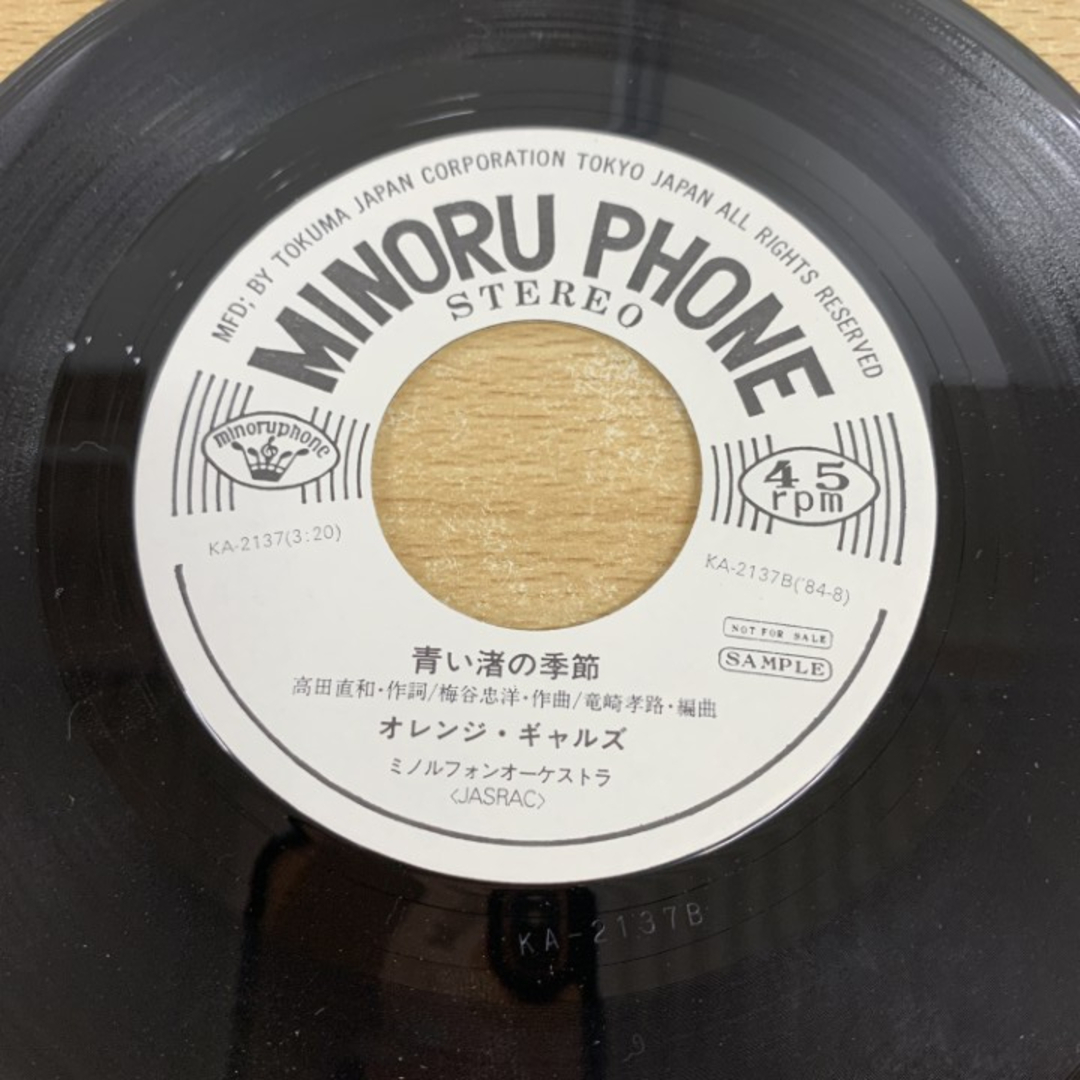 MFD; BY TOKUMA JAPAN CORPORATION TOKYO JAPAN ALL RIGHTS RESERVED
MINORU PHONE
STEREO
minoruphone
45
rpm
KA-2137(3:20)
KA-2137B('84-8)
NOT FOR SALE
SAMPLE
青い渚の季節
高田直和・作詞/梅谷忠洋・作曲/竜崎孝路・編曲
オレンジ・ギャルズ
ミノルフォンオーケストラ
〈JASRAC〉
KA-2137B